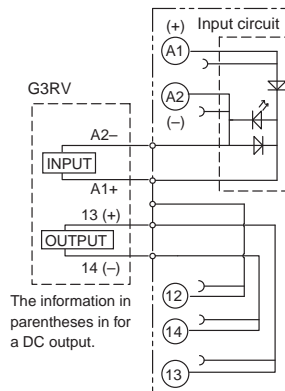 (+)
Input circuit
A1
G3RV
A2
(–)
A2–
INPUT
A1+
13 (+)
OUTPUT
14 (–)
The information in
parentheses in for
a DC output.
12
14
13